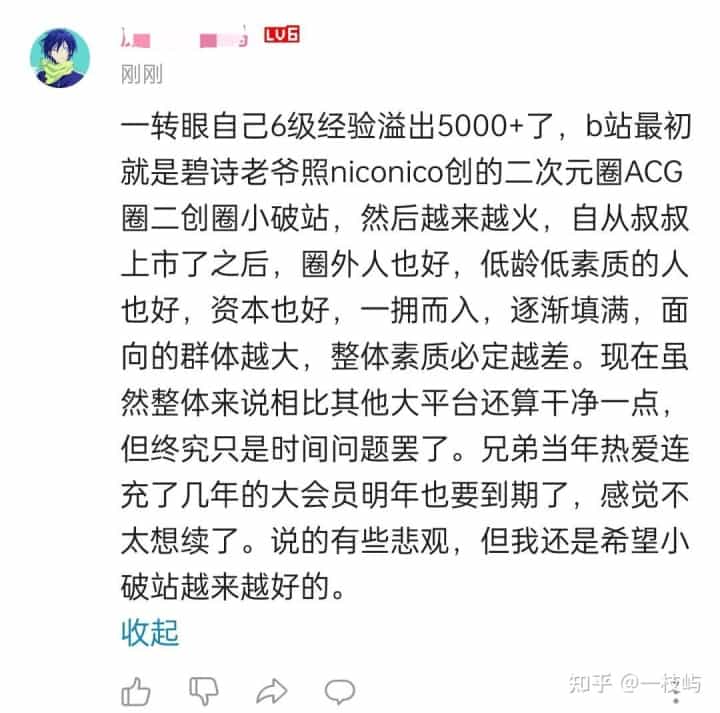 LV6
刚刚
一转眼自己6级经验溢出5000+了，b站最初
就是碧诗老爷照niconico创的二次元圈ACG
圈二创圈小破站，然后越来越火，自从叔叔
上市了之后，圈外人也好，低龄低素质的人
也好，资本也好，一拥而入，逐渐填满，面
向的群体越大，整体素质必定越差。现在虽
然整体来说相比其他大平台还算干净一点，
但终究只是时间问题罢了。兄弟当年热爱连
充了几年的大会员明年也要到期了，感觉不
太想续了。说的有些悲观，但我还是希望小
破站越来越好的。
收起
知乎 @一枝屿